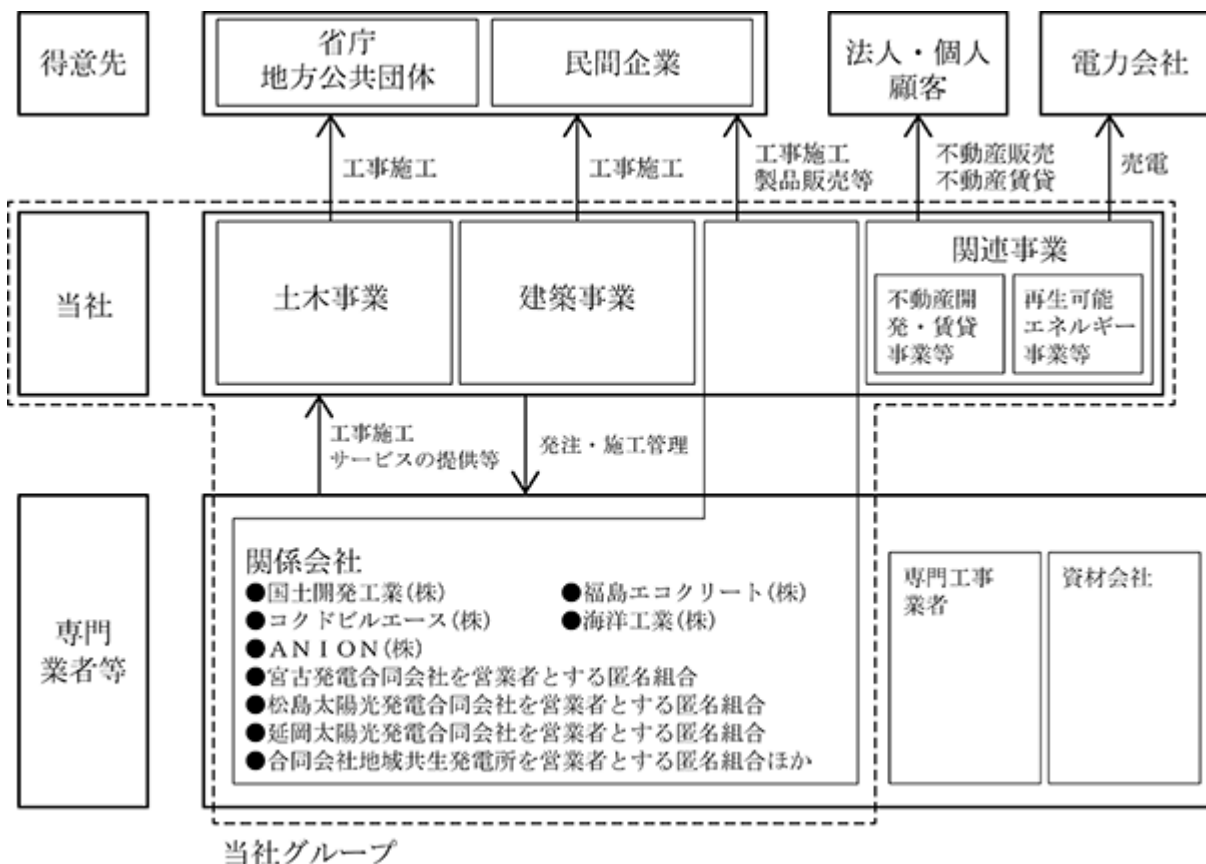 得意先
省庁
地方公共団体
民間企業
法人・個人
顧客
電力会社
工事施工
工事施工
工事施工
製品販売等
不動産販売
不動産賃貸
売電
当社
土木事業
建築事業
関連事業
不動産開
発・賃貸
事業等
再生可能
エネルギー
事業等
工事施工
サービスの提供等
発注・施工管理
専門
業者等
関係会社
●国土開発工業(株)
●福島エコクリート(株)
●コクドビルエース(株)
●海洋工業(株)
●ANION(株)
●宮古発電合同会社を営業者とする匿名組合
●松島太陽光発電合同会社を営業者とする匿名組合
●延岡太陽光発電合同会社を営業者とする匿名組合
●合同会社地域共生発電所を営業者とする匿名組合ほか
専門工事
業者
資材会社
当社グループ